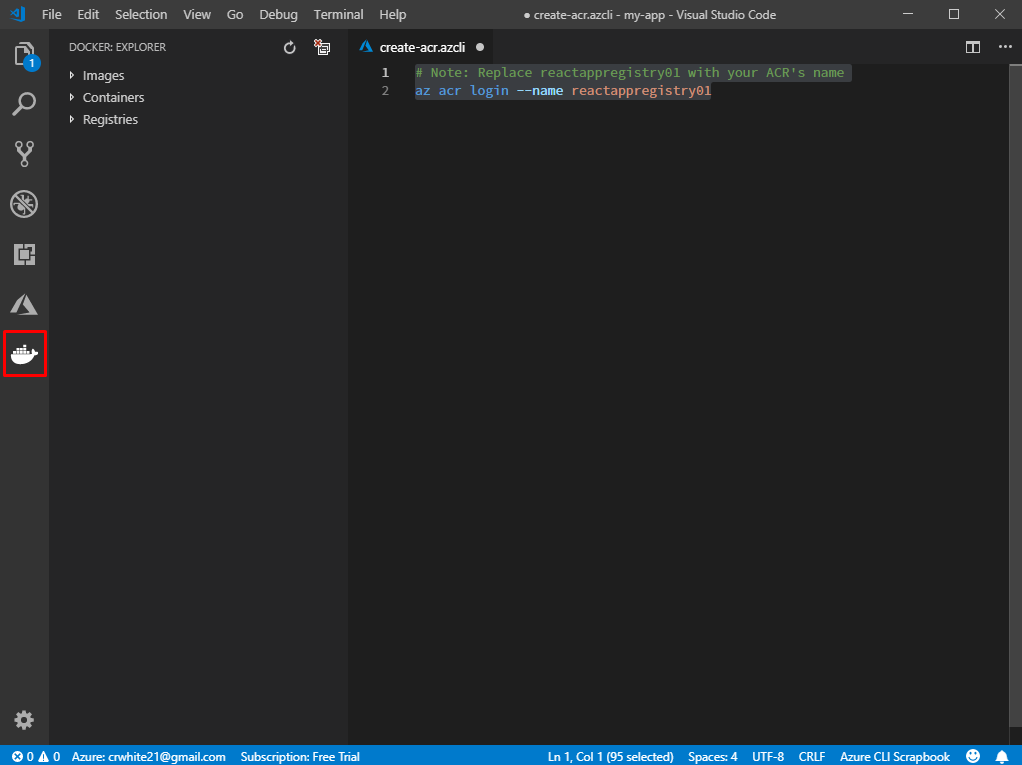 File Edit Selection View Go Debug Terminal Help ● create-acr.azcli - my-app - Visual Studio Code
DOCKER: EXPLORER
create-acr.azcli ●
1
Images
Containers
Registries
1 # Note: Replace reactappregistry01 with your ACR's name
2 az acr login --name reactappregistry01
0 0 Azure: crwhite21@gmail.com Subscription: Free Trial Ln 1, Col 1 (95 selected) Spaces: 4 UTF-8 CRLF Azure CLI Scrapbook